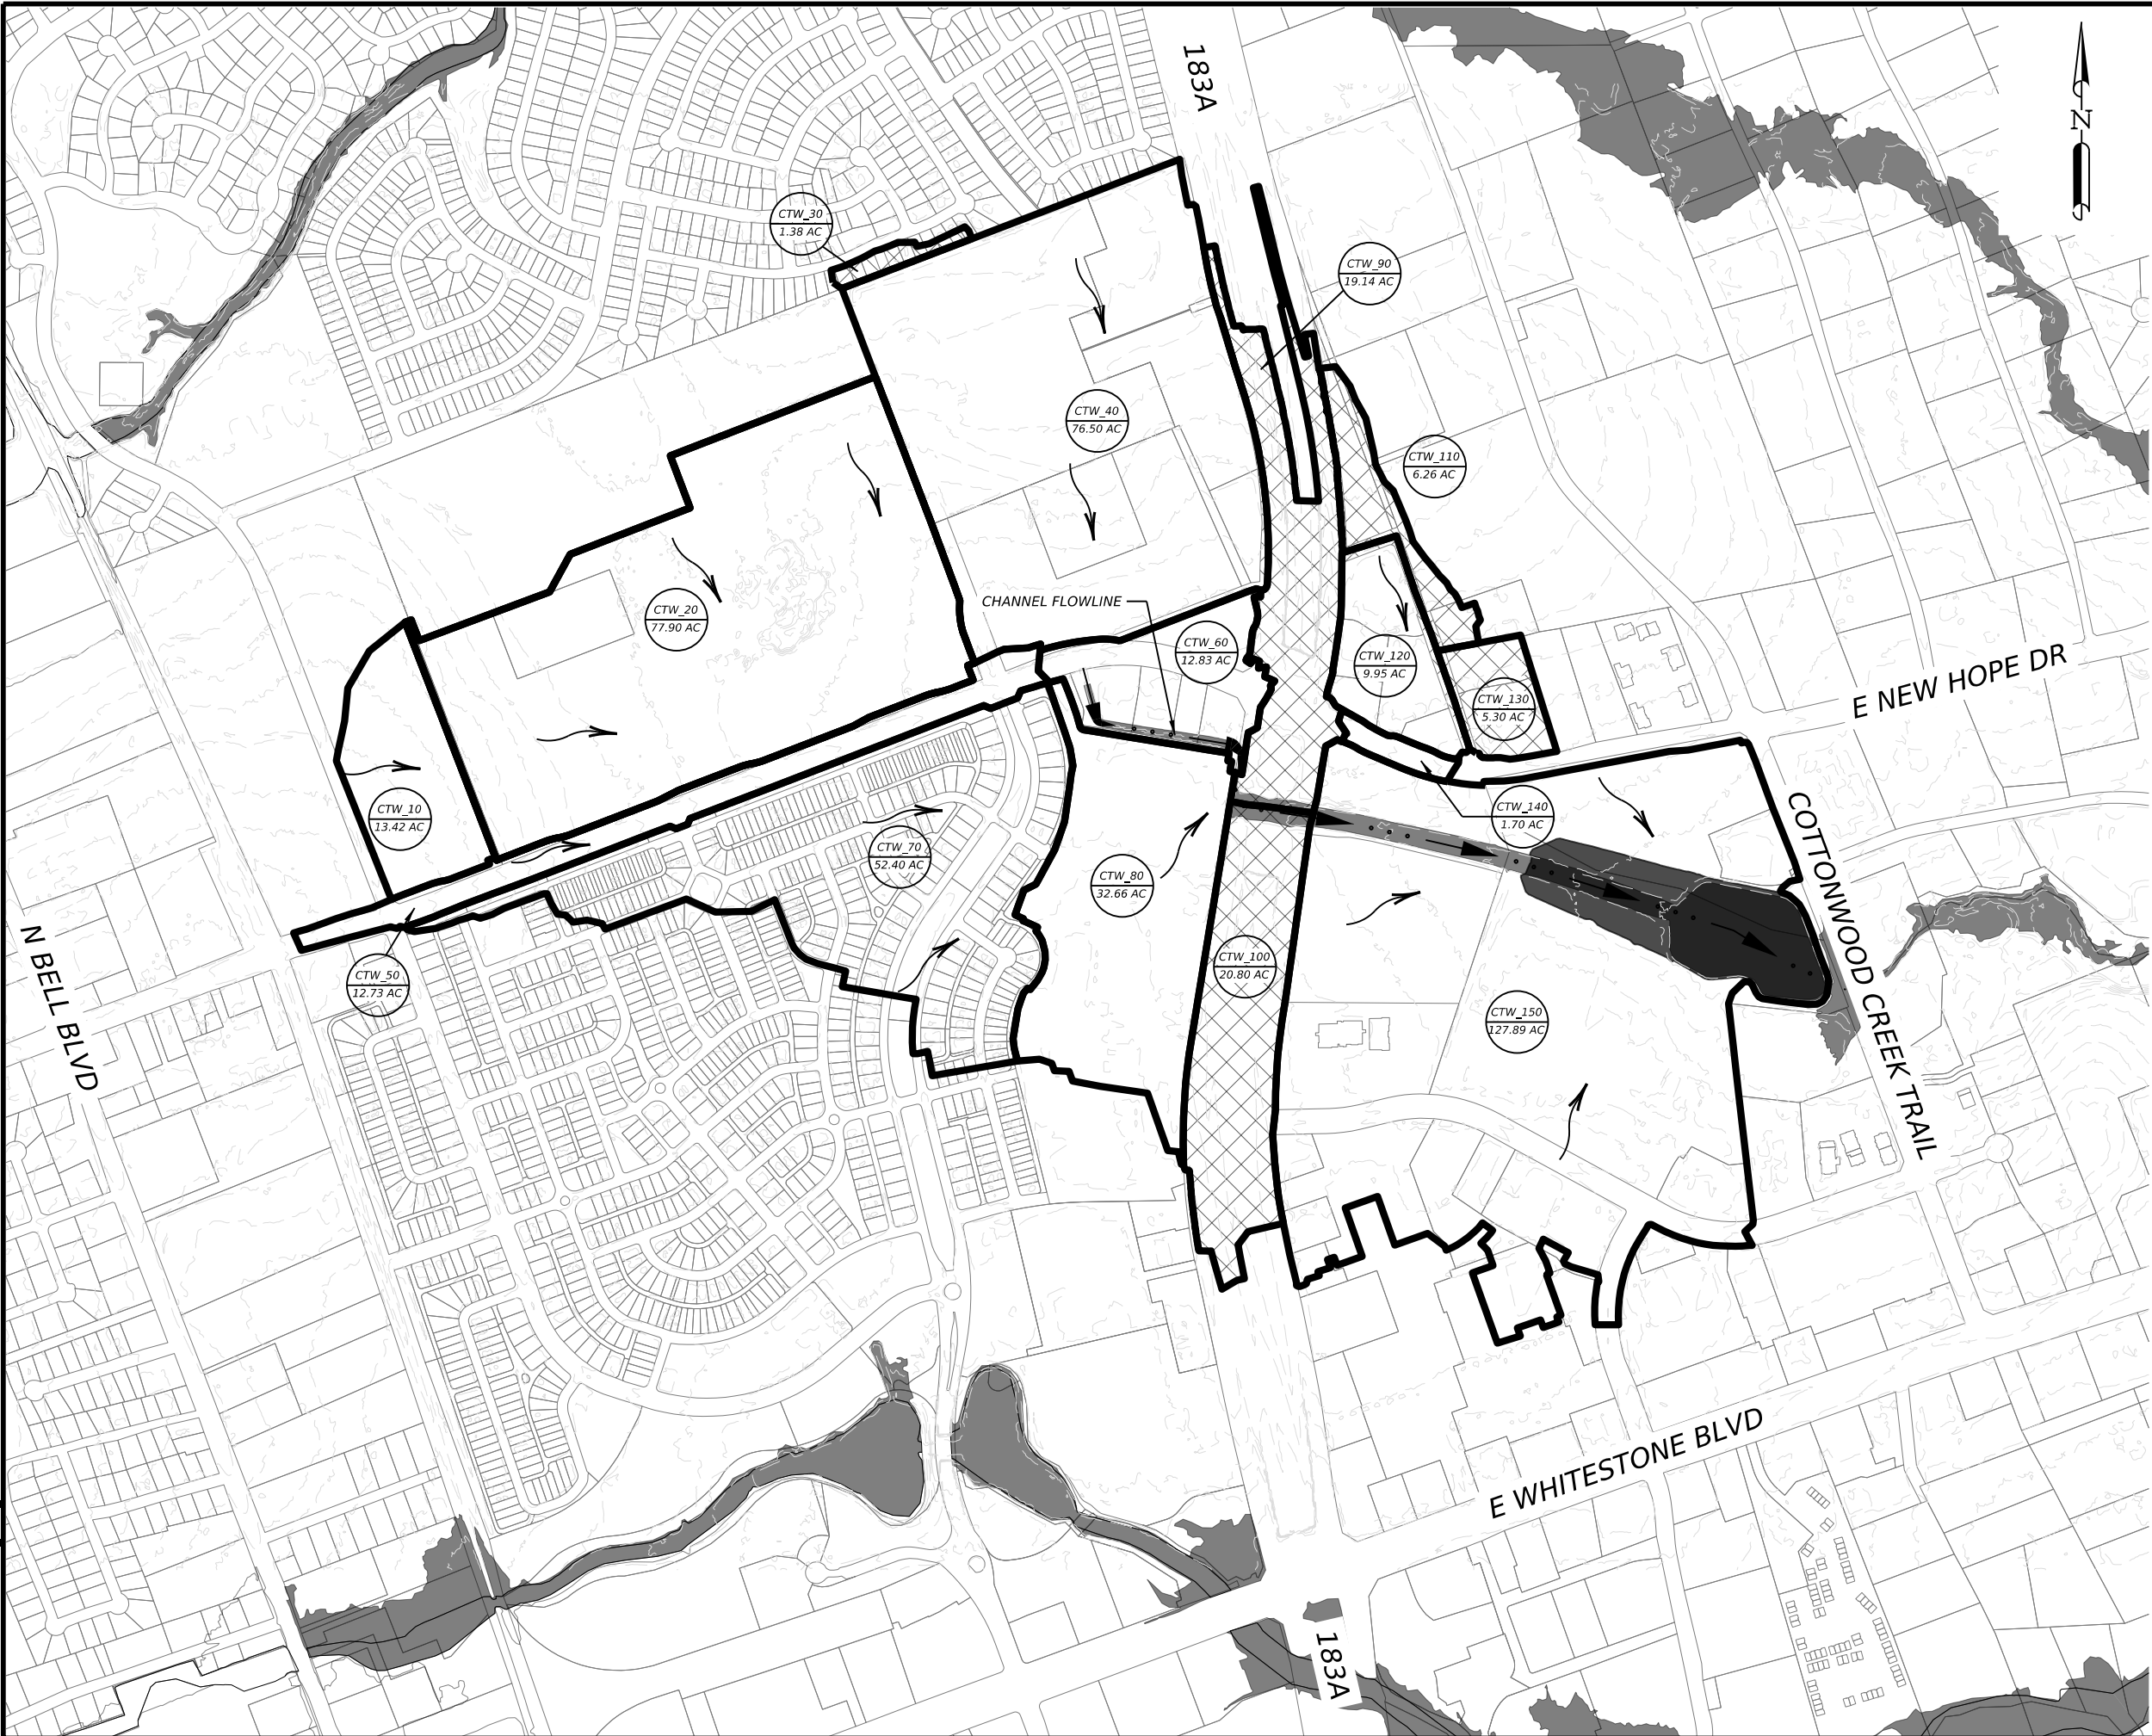 183A
N
CTW_30
1.38 AC
CTW_90
19.14 AC
CTW_40
76.50 AC
CTW_110
6.26 AC
CHANNEL FLOWLINE
CTW_20
77.90 AC
CTW_60
12.83 AC
CTW_120
9.95 AC
CTW_130
5.30 AC
E NEW HOPE DR
CTW_10
13.42 AC
CTW_140
1.70 AC
CTW_70
52.40 AC
CTW_80
32.66 AC
COTTONWOOD CREEK TRAIL
N BELL BLVD
CTW_50
12.73 AC
CTW_100
20.80 AC
CTW_150
127.89 AC
E WHITESTONE BLVD
183A